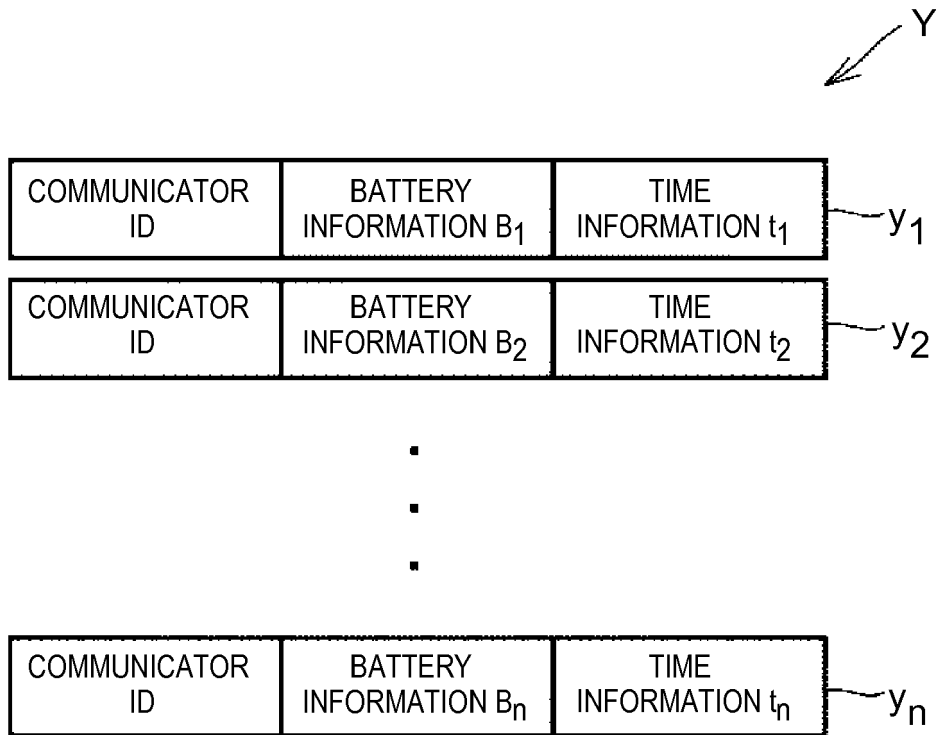 Y
COMMUNICATOR ID BATTERY INFORMATION B₁ TIME INFORMATION t₁ y₁
COMMUNICATOR ID BATTERY INFORMATION B₂ TIME INFORMATION t₂ y₂
COMMUNICATOR ID BATTERY INFORMATION Bₙ TIME INFORMATION tₙ yₙ